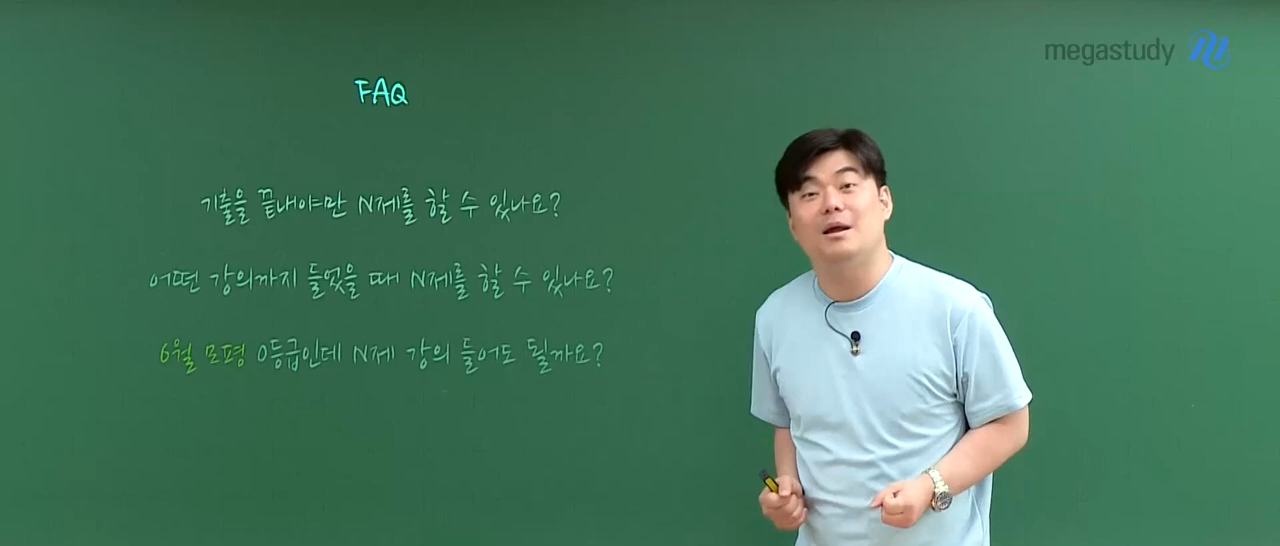 megastudy
FAQ
기출을 끝내야만 N제를 할 수 있나요?
어떤 강의까지 들었을 때 N제를 할 수 있나요?
6월 모평 0등급인데 N제 강의 들어도 될까요?